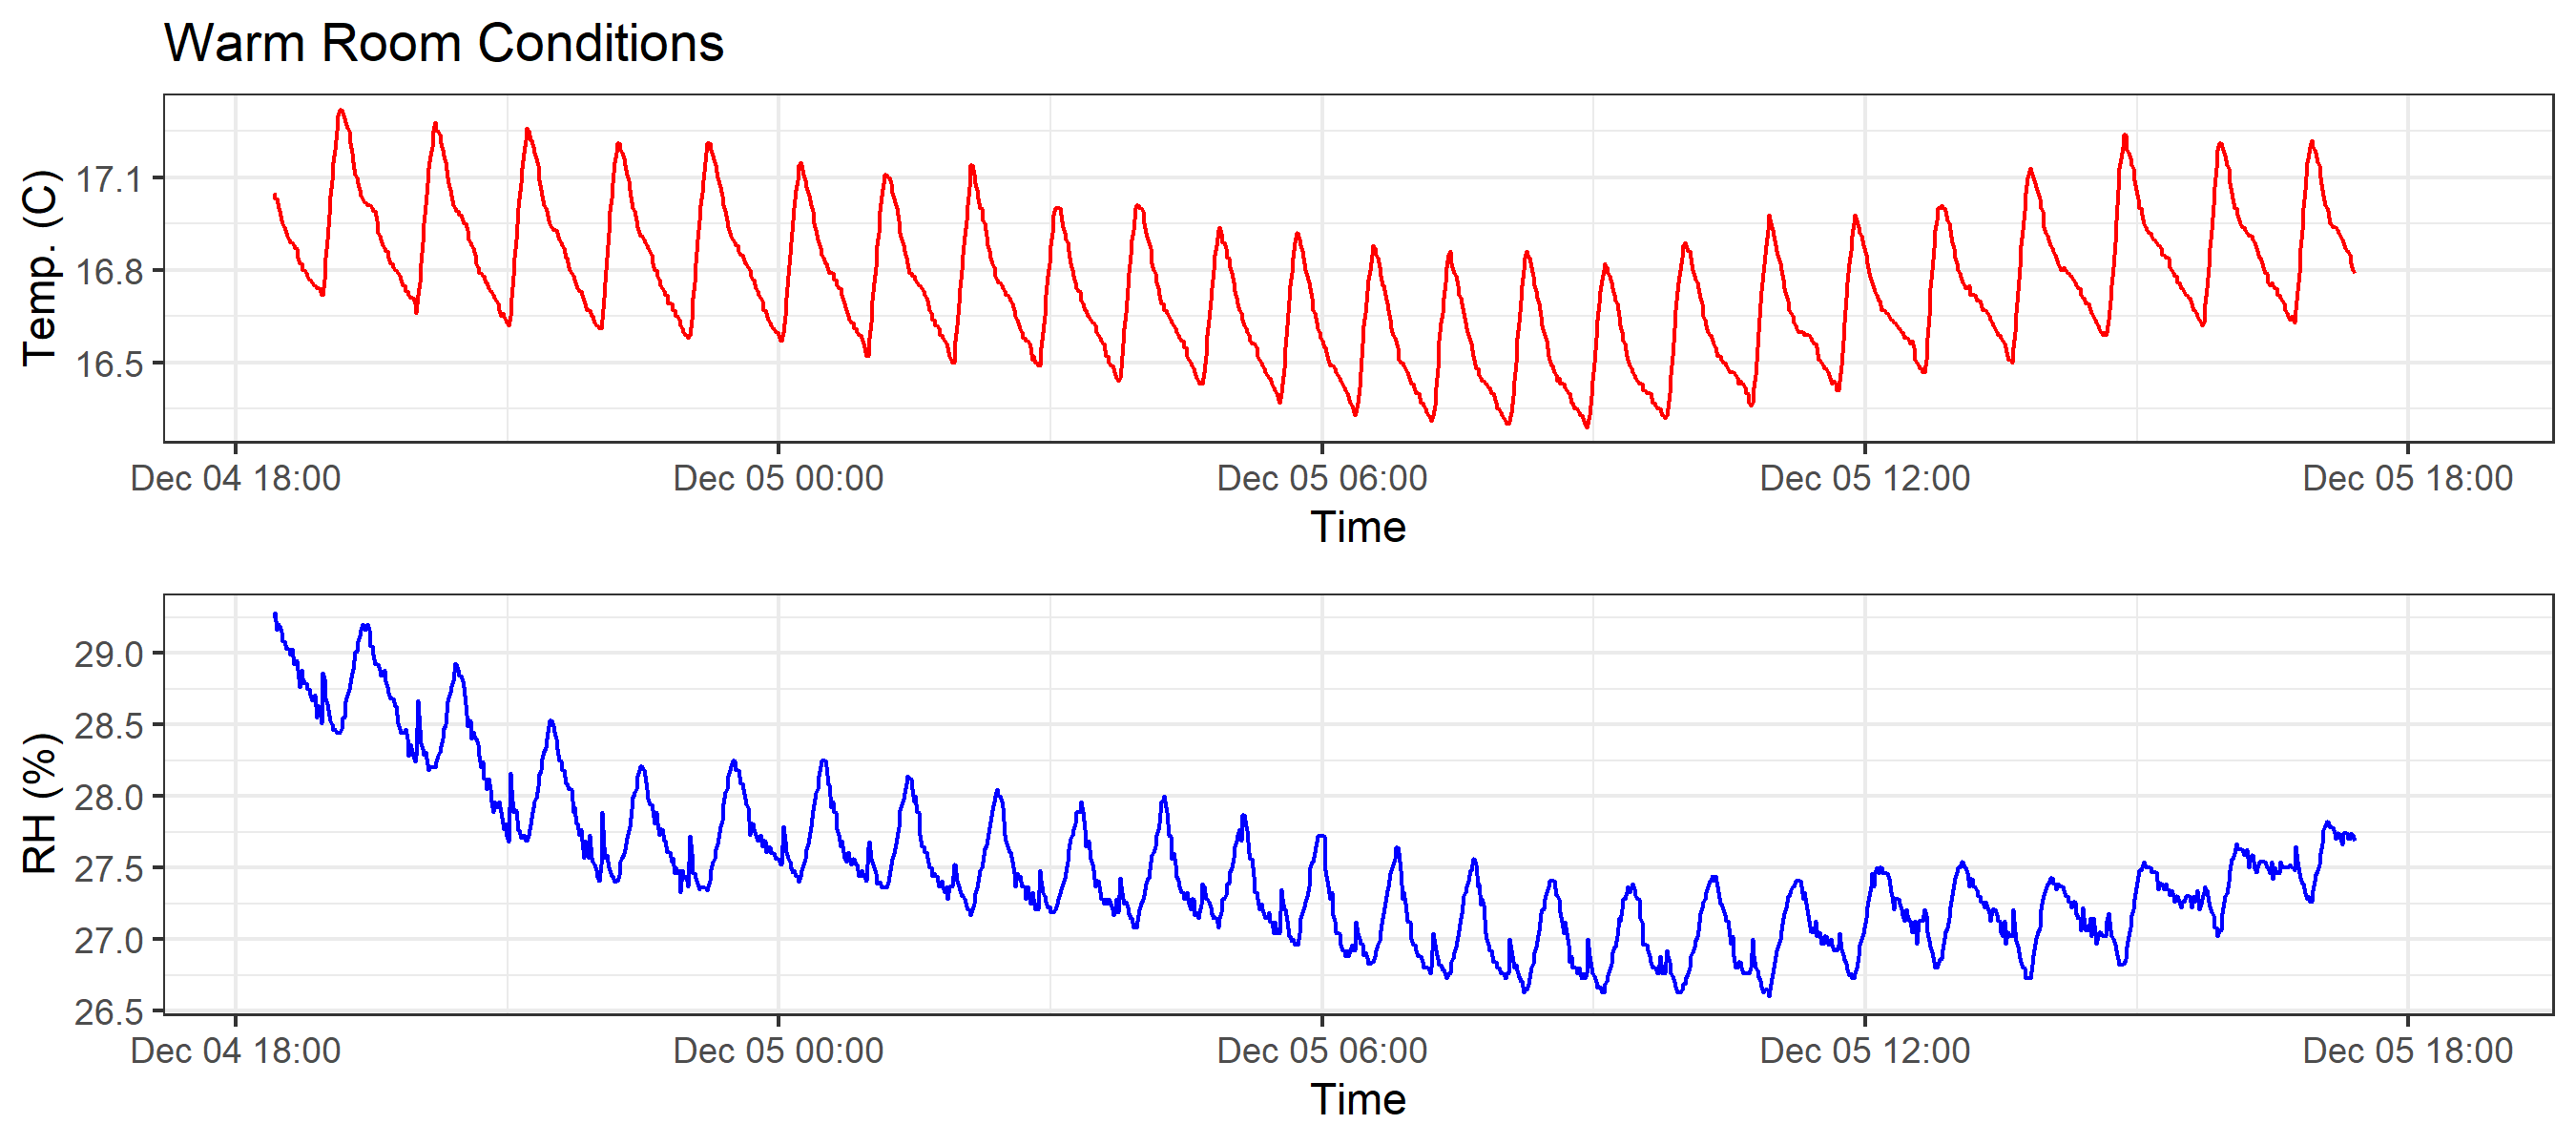 Warm Room Conditions
Temp. (C)
17.1
16.8
16.5
Dec 04 18:00 Dec 05 00:00 Dec 05 06:00 Dec 05 12:00 Dec 05 18:00
Time
RH (%)
29.0
28.5
28.0
27.5
27.0
26.5
Dec 04 18:00 Dec 05 00:00 Dec 05 06:00 Dec 05 12:00 Dec 05 18:00
Time